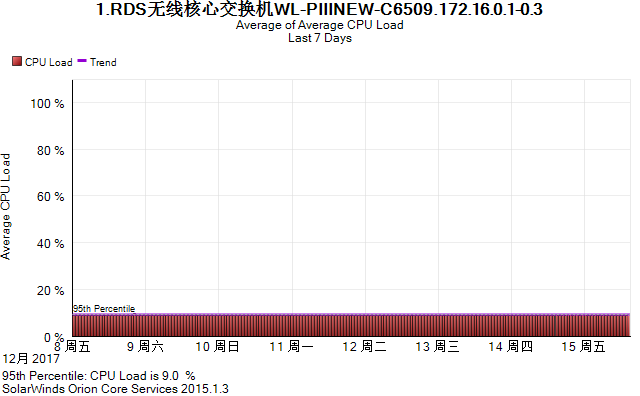 1.RDS无线核心交换机WL-PIIINEW-C6509.172.16.0.1-0.3
Average of Average CPU Load
Last 7 Days
CPU Load Trend
Average CPU Load
100 %
80 %
60 %
40 %
20 %
95th Percentile
0 %
8 周五 9 周六 10 周日 11 周一 12 周二 13 周三 14 周四 15 周五
12月 2017
95th Percentile: CPU Load is 9.0 %
SolarWinds Orion Core Services 2015.1.3